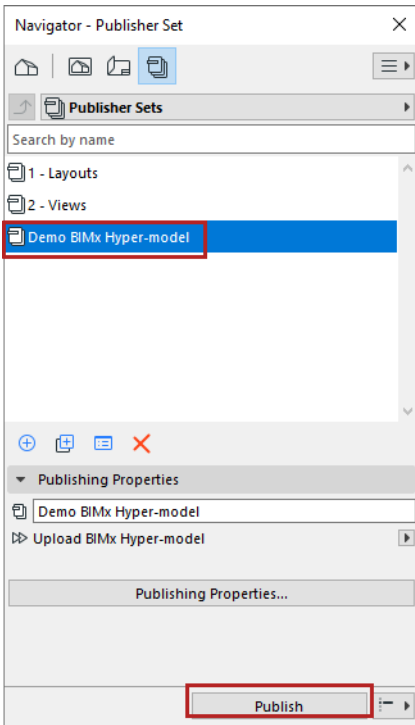 Navigator - Publisher Set
Publisher Sets
Search by name
1 - Layouts
2 - Views
Demo BIMx Hyper-model
Publishing Properties
Demo BIMx Hyper-model
Upload BIMx Hyper-model
Publishing Properties...
Publish